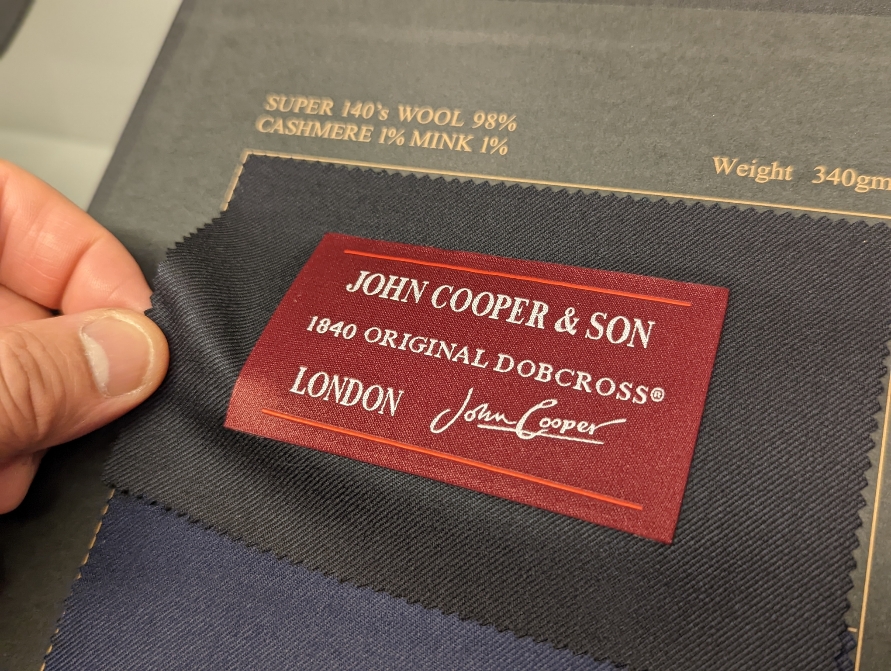 SUPER 140's WOOL 98%
CASHMERE 1% MINK 1%
Weight 340gm
JOHN COOPER & SON
1840 ORIGINAL DOBCROSS®
LONDON John Cooper